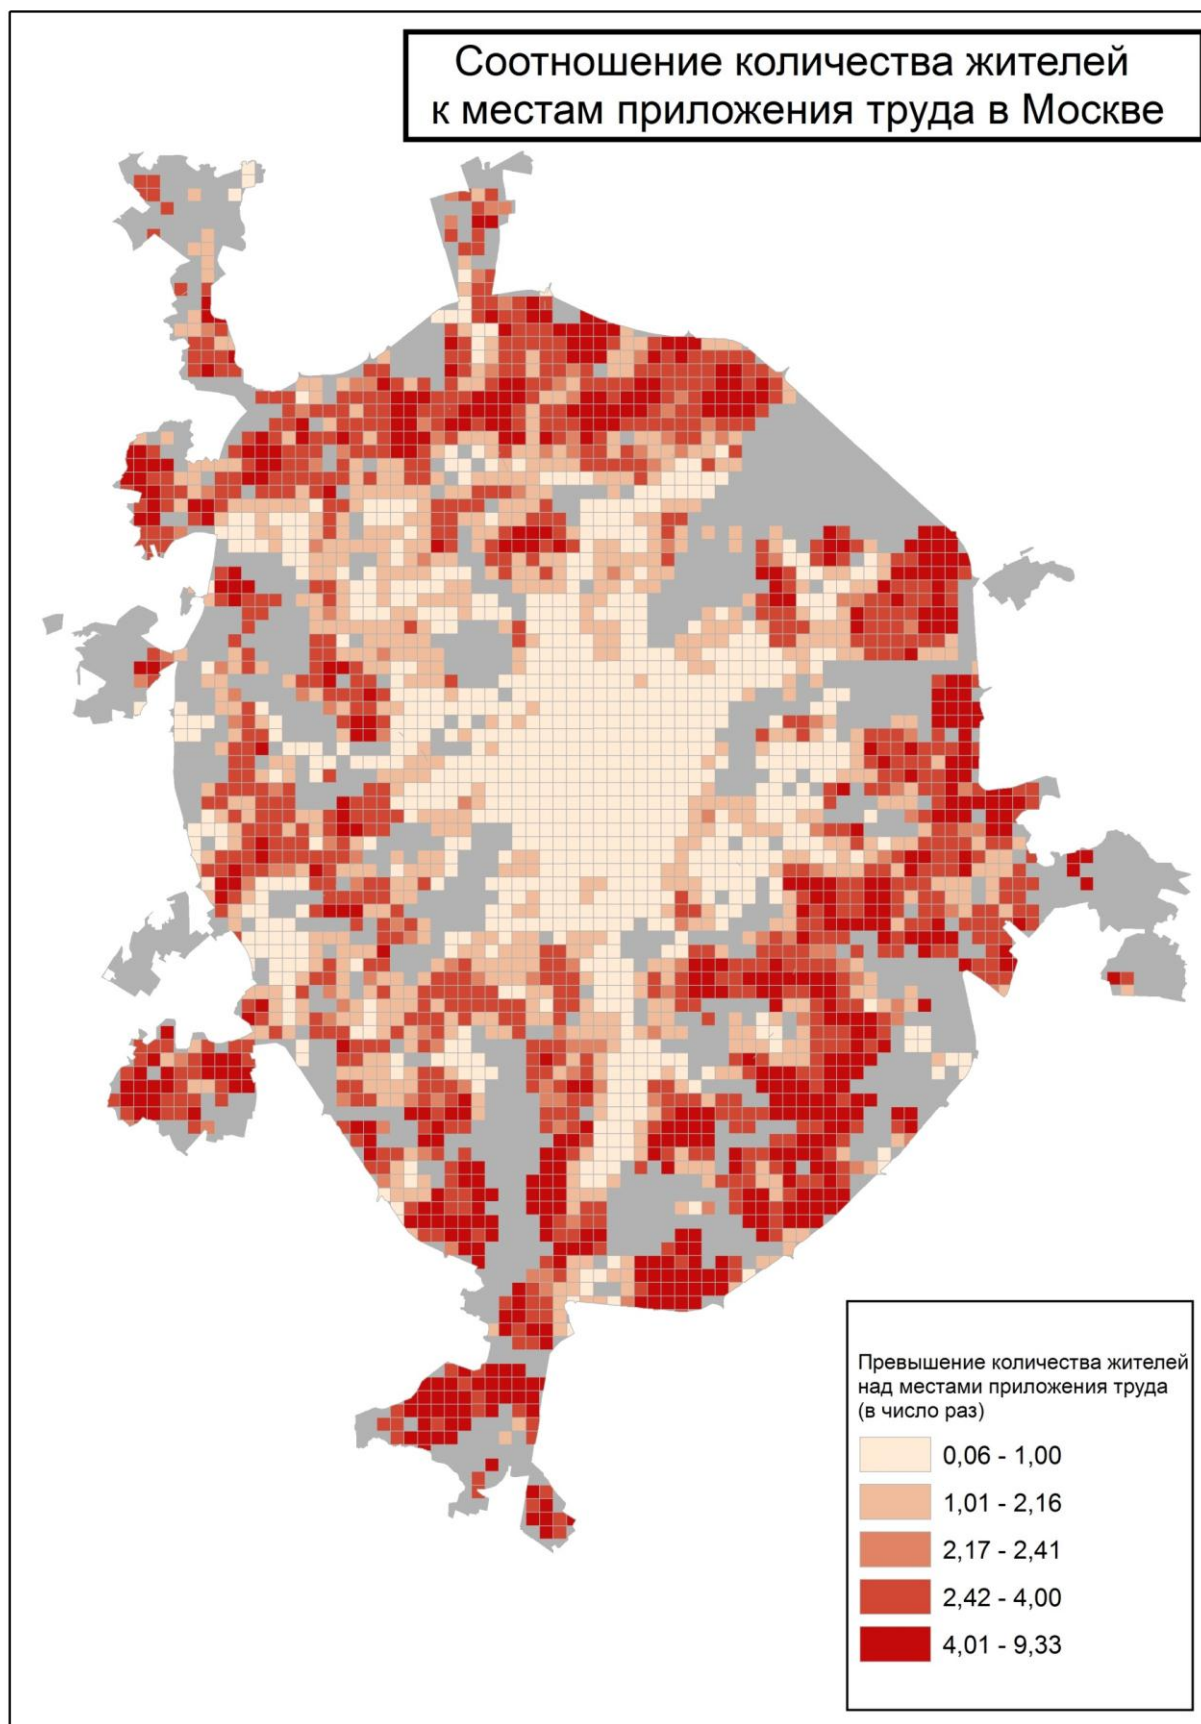 Соотношение количества жителей
к местам приложения труда в Москве
Превышение количества жителей
над местами приложения труда
(в число раз)
0,06 - 1,00
1,01 - 2,16
2,17 - 2,41
2,42 - 4,00
4,01 - 9,33